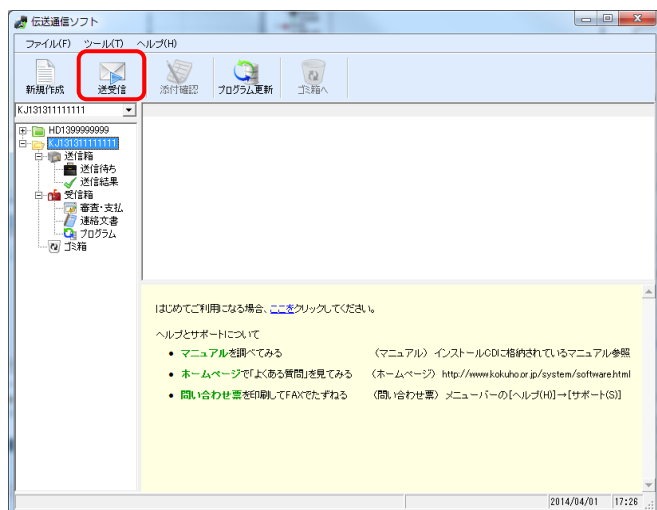 伝送通信ソフト
ファイル(F) ツール(T) ヘルプ(H)
新規作成 送受信 添付確認 プログラム更新 ゴミ箱へ
KJ131311111111
HD1399999999
KJ131311111111
送信箱
送信待ち
送信結果
受信箱
審査・支払
連絡文書
プログラム
ゴミ箱
はじめてご利用になる場合、ここをクリックしてください。
ヘルプとサポートについて
• マニュアルを調べてみる （マニュアル） インストールCDに格納されているマニュアル参照
• ホームページで「よくある質問」を見てみる （ホームページ） http://www.kokuho.or.jp/system/software.html
• 問い合わせ票を印刷してFAXでたずねる （問い合わせ票） メニューバーの[ヘルプ(H)]→[サポート(S)]
2014/04/01 17:26